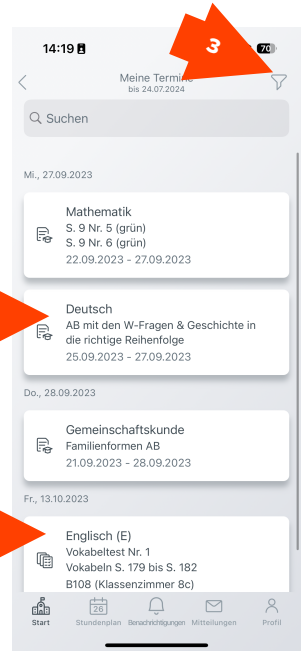 14:19
3
70
Meine Termine
bis 24.07.2024
Suchen
Mi., 27.09.2023
Mathematik
S. 9 Nr. 5 (grün)
S. 9 Nr. 6 (grün)
22.09.2023 - 27.09.2023
Deutsch
AB mit den W-Fragen & Geschichte in
die richtige Reihenfolge
25.09.2023 - 27.09.2023
Do., 28.09.2023
Gemeinschaftskunde
Familienformen AB
21.09.2023 - 28.09.2023
Fr., 13.10.2023
Englisch (E)
Vokabeltest Nr. 1
Vokabeln S. 179 bis S. 182
B108 (Klassenzimmer 8c)
26
Start Stundenplan Benachrichtigungen Mitteilungen Profil